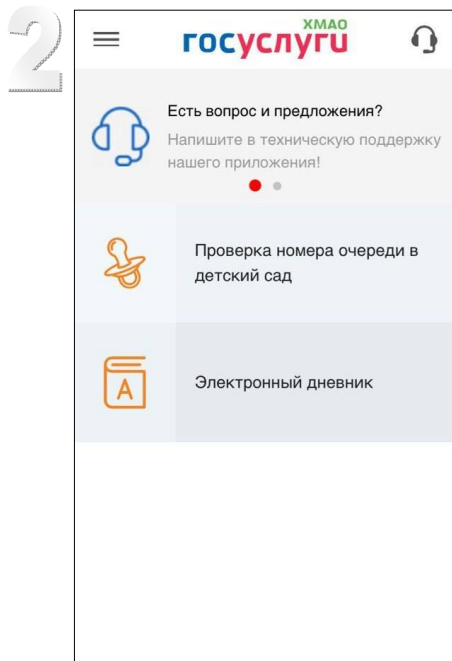 2
ХМАО
госуслуги
Есть вопрос и предложения?
Напишите в техническую поддержку
нашего приложения!
Проверка номера очереди в
детский сад
А
Электронный дневник